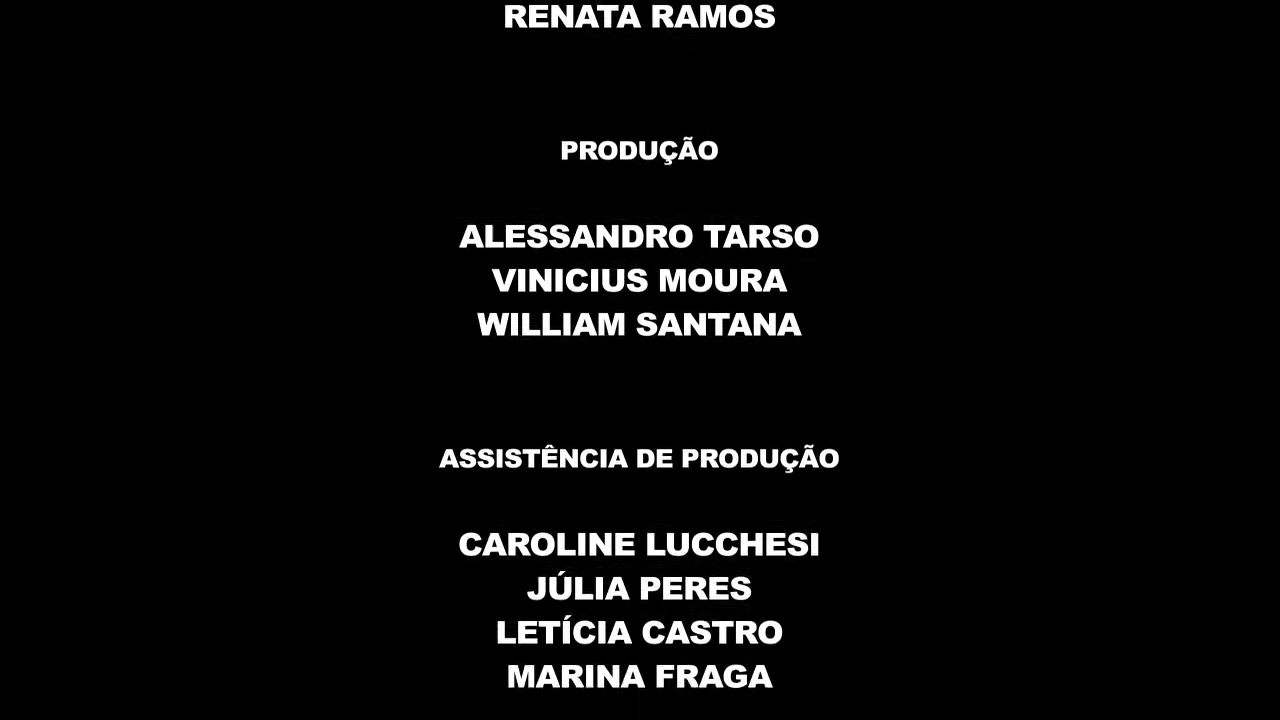 RENATA RAMOS
PRODUÇÃO
ALESSANDRO TARSO
VINICIUS MOURA
WILLIAM SANTANA
ASSISTÊNCIA DE PRODUÇÃO
CAROLINE LUCCHESI
JÚLIA PERES
LETÍCIA CASTRO
MARINA FRAGA